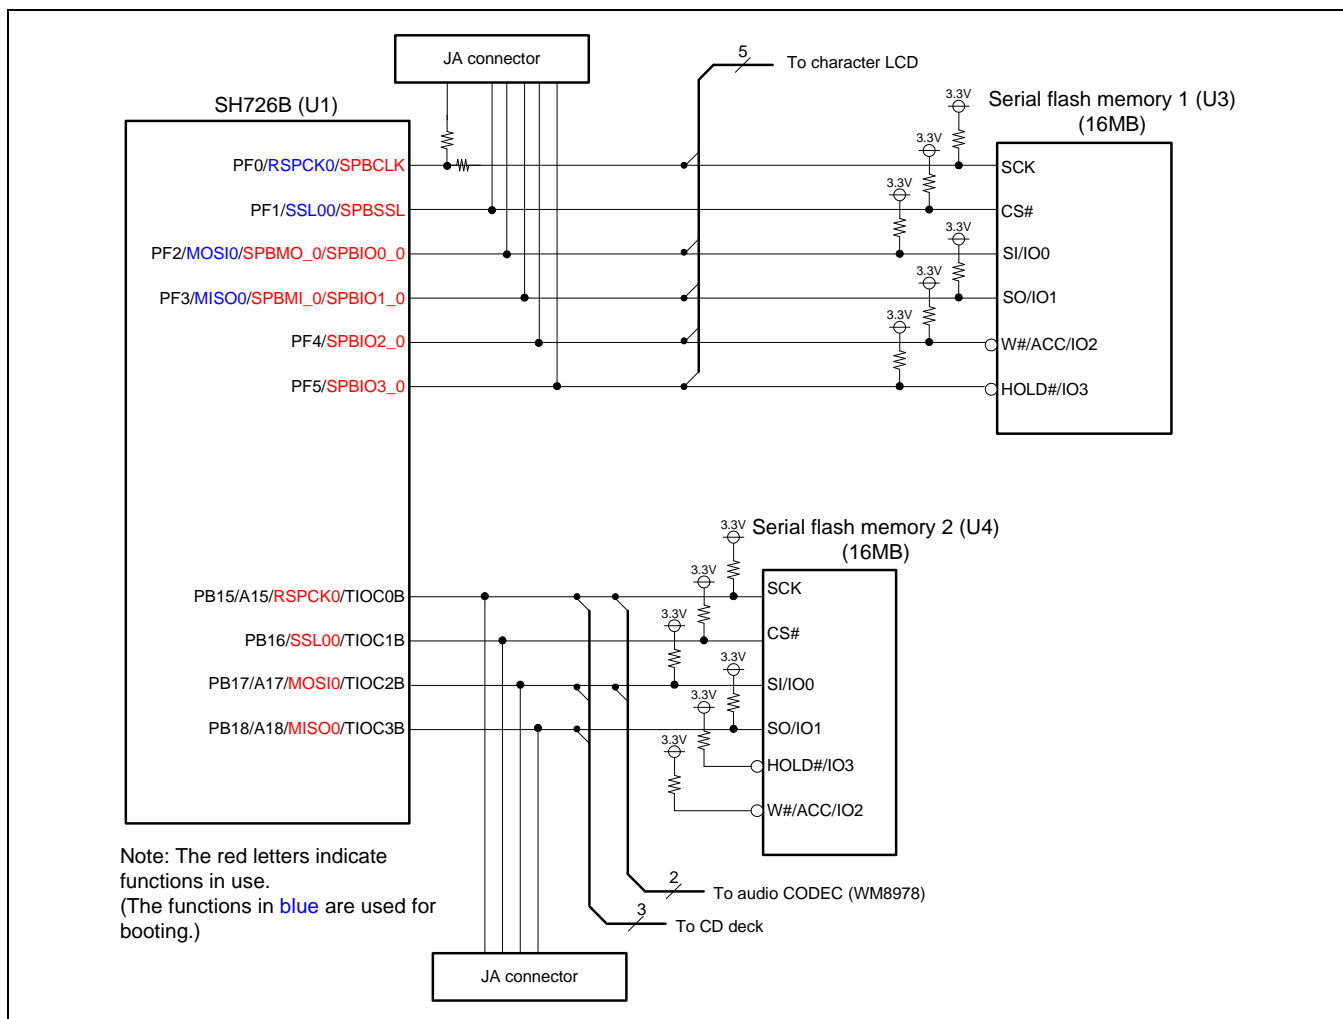 JA connector
5
To character LCD
SH726B (U1)
Serial flash memory 1 (U3)
(16MB)
3.3V
3.3V
3.3V
3.3V
3.3V
3.3V
PF0/RSPCK0/SPBCLK
SCK
PF1/SSL00/SPBSSL
CS#
PF2/MOSI0/SPBMO_0/SPBIO0_0
SI/IO0
PF3/MISO0/SPBMI_0/SPBIO1_0
SO/IO1
PF4/SPBIO2_0
W#/ACC/IO2
PF5/SPBIO3_0
HOLD#/IO3
Serial flash memory 2 (U4)
(16MB)
3.3V
3.3V
3.3V
3.3V
3.3V
3.3V
PB15/A15/RSPCK0/TIOC0B
SCK
PB16/SSL00/TIOC1B
CS#
PB17/A17/MOSI0/TIOC2B
SI/IO0
PB18/A18/MISO0/TIOC3B
SO/IO1
HOLD#/IO3
W#/ACC/IO2
Note: The red letters indicate
functions in use.
(The functions in blue are used for
booting.)
2
To audio CODEC (WM8978)
3
To CD deck
JA connector